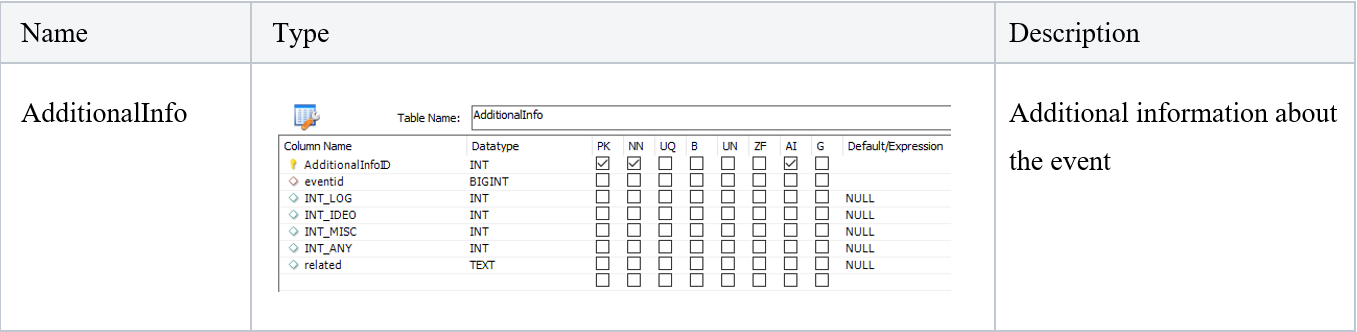 Name Type Description
AdditionalInfo
Table Name: AdditionalInfo
Column Name Datatype PK NN UQ B UN ZF AI G Default/Expression
AdditionalInfoID INT
eventid BIGINT
INT_LOG INT NULL
INT_IDEO INT NULL
INT_MISC INT NULL
INT_ANY INT NULL
related TEXT NULL
Additional information about
the event